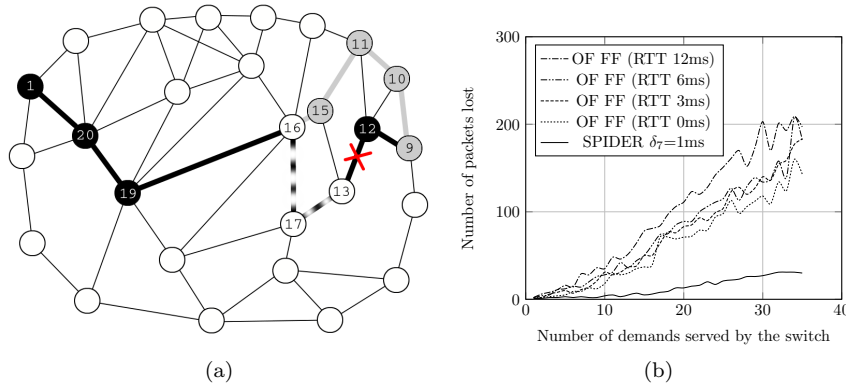 1
20
19
16
15
11
10
12
9
13
17
(a)
300
200
100
0
0
10
20
30
40
Number of packets lost
OF FF (RTT 12ms)
OF FF (RTT 6ms)
OF FF (RTT 3ms)
OF FF (RTT 0ms)
SPIDER δ7=1ms
Number of demands served by the switch
(b)